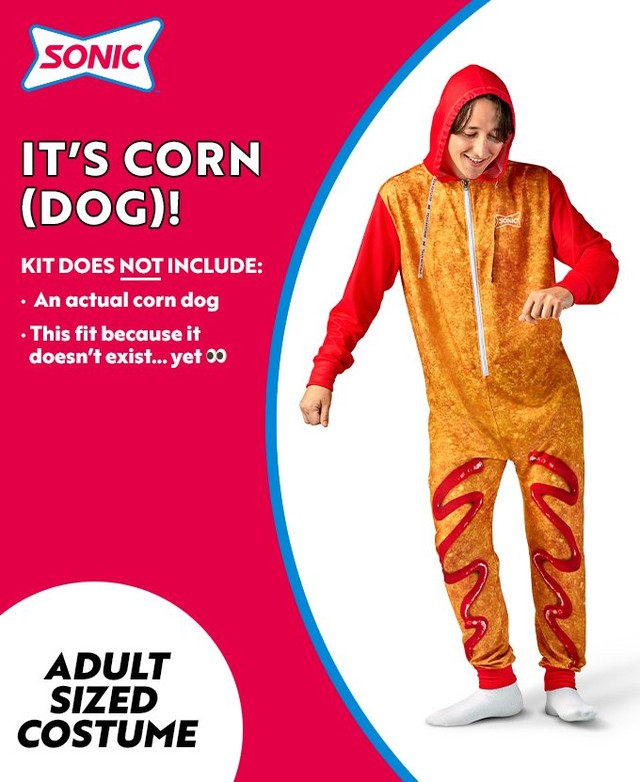 SONIC
IT'S CORN
(DOG)!
KIT DOES NOT INCLUDE:
· An actual corn dog
· This fit because it
doesn't exist... yet 👀
SONIC
ADULT
SIZED
COSTUME